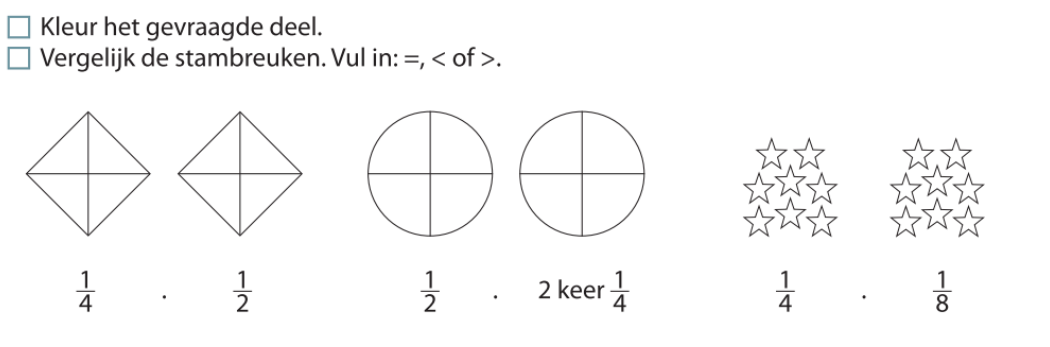 Kleur het gevraagde deel.
Vergelijk de stambreuken. Vul in: =, < of >.
1/4 . 1/2 1/2 . 2 keer 1/4 1/4 . 1/8